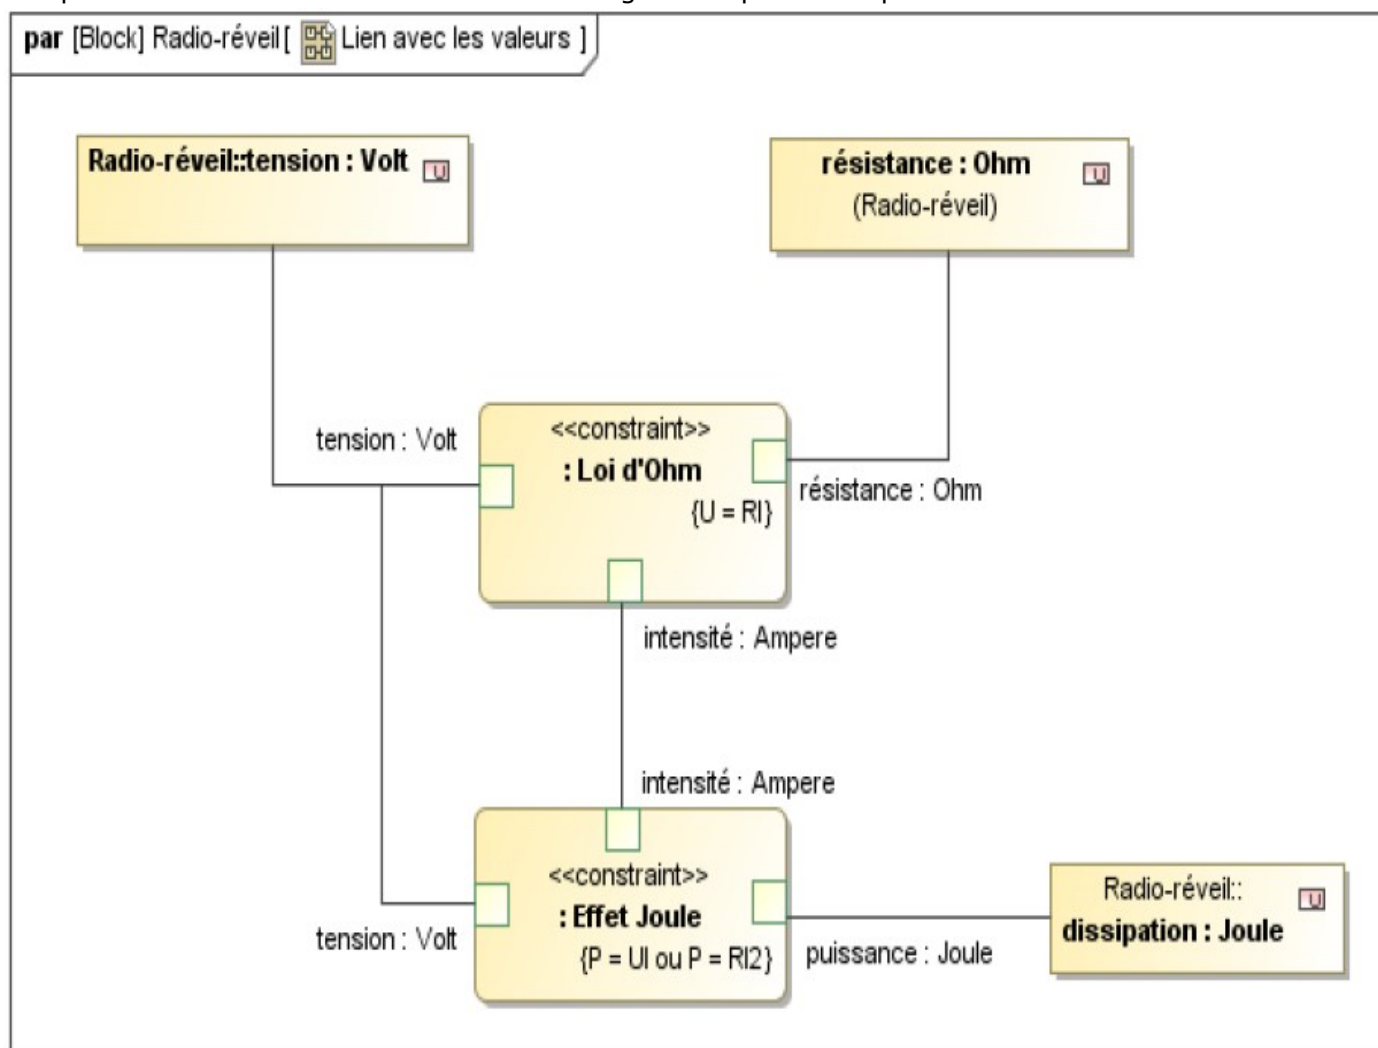 par [Block] Radio-réveil [ Lien avec les valeurs ]
Radio-réveil::tension : Volt
U
résistance : Ohm
U
(Radio-réveil)
<<constraint>>
tension : Volt
: Loi d'Ohm
résistance : Ohm
{U = RI}
intensité : Ampere
intensité : Ampere
<<constraint>>
: Effet Joule
{P = UI ou P = RI2}
tension : Volt
puissance : Joule
Radio-réveil::
U
dissipation : Joule